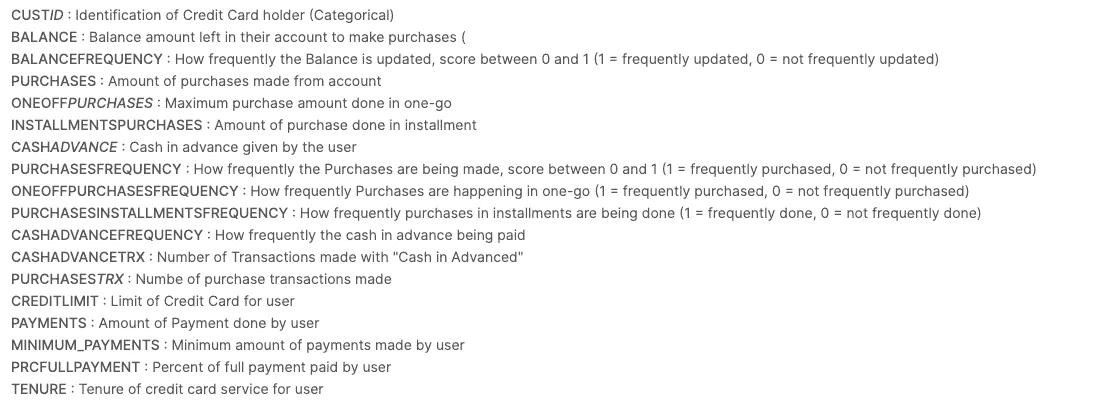 CUSTID : Identification of Credit Card holder (Categorical)
BALANCE : Balance amount left in their account to make purchases (
BALANCEFREQUENCY : How frequently the Balance is updated, score between 0 and 1 (1 = frequently updated, 0 = not frequently updated)
PURCHASES : Amount of purchases made from account
ONEOFFPURCHASES : Maximum purchase amount done in one-go
INSTALLMENTSPURCHASES : Amount of purchase done in installment
CASHADVANCE : Cash in advance given by the user
PURCHASESFREQUENCY : How frequently the Purchases are being made, score between 0 and 1 (1 = frequently purchased, 0 = not frequently purchased)
ONEOFFPURCHASESFREQUENCY : How frequently Purchases are happening in one-go (1 = frequently purchased, 0 = not frequently purchased)
PURCHASESINSTALLMENTSFREQUENCY : How frequently purchases in installments are being done (1 = frequently done, 0 = not frequently done)
CASHADVANCEFREQUENCY : How frequently the cash in advance being paid
CASHADVANCETRX : Number of Transactions made with "Cash in Advanced"
PURCHASESTRX : Numbe of purchase transactions made
CREDITLIMIT : Limit of Credit Card for user
PAYMENTS : Amount of Payment done by user
MINIMUM_PAYMENTS : Minimum amount of payments made by user
PRCFULLPAYMENT : Percent of full payment paid by user
TENURE : Tenure of credit card service for user